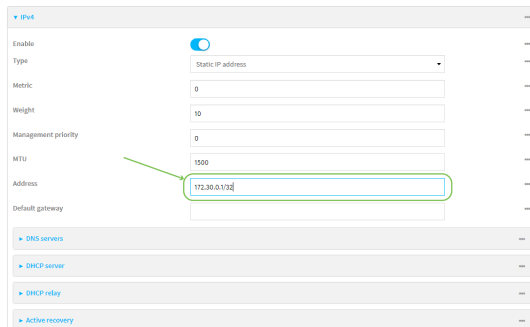 IPv4
Enable
Type Static IP address
Metric 0
Weight 10
Management priority 0
MTU 1500
Address 172.30.0.1/32
Default gateway
DNS servers
DHCP server
DHCP relay
Active recovery